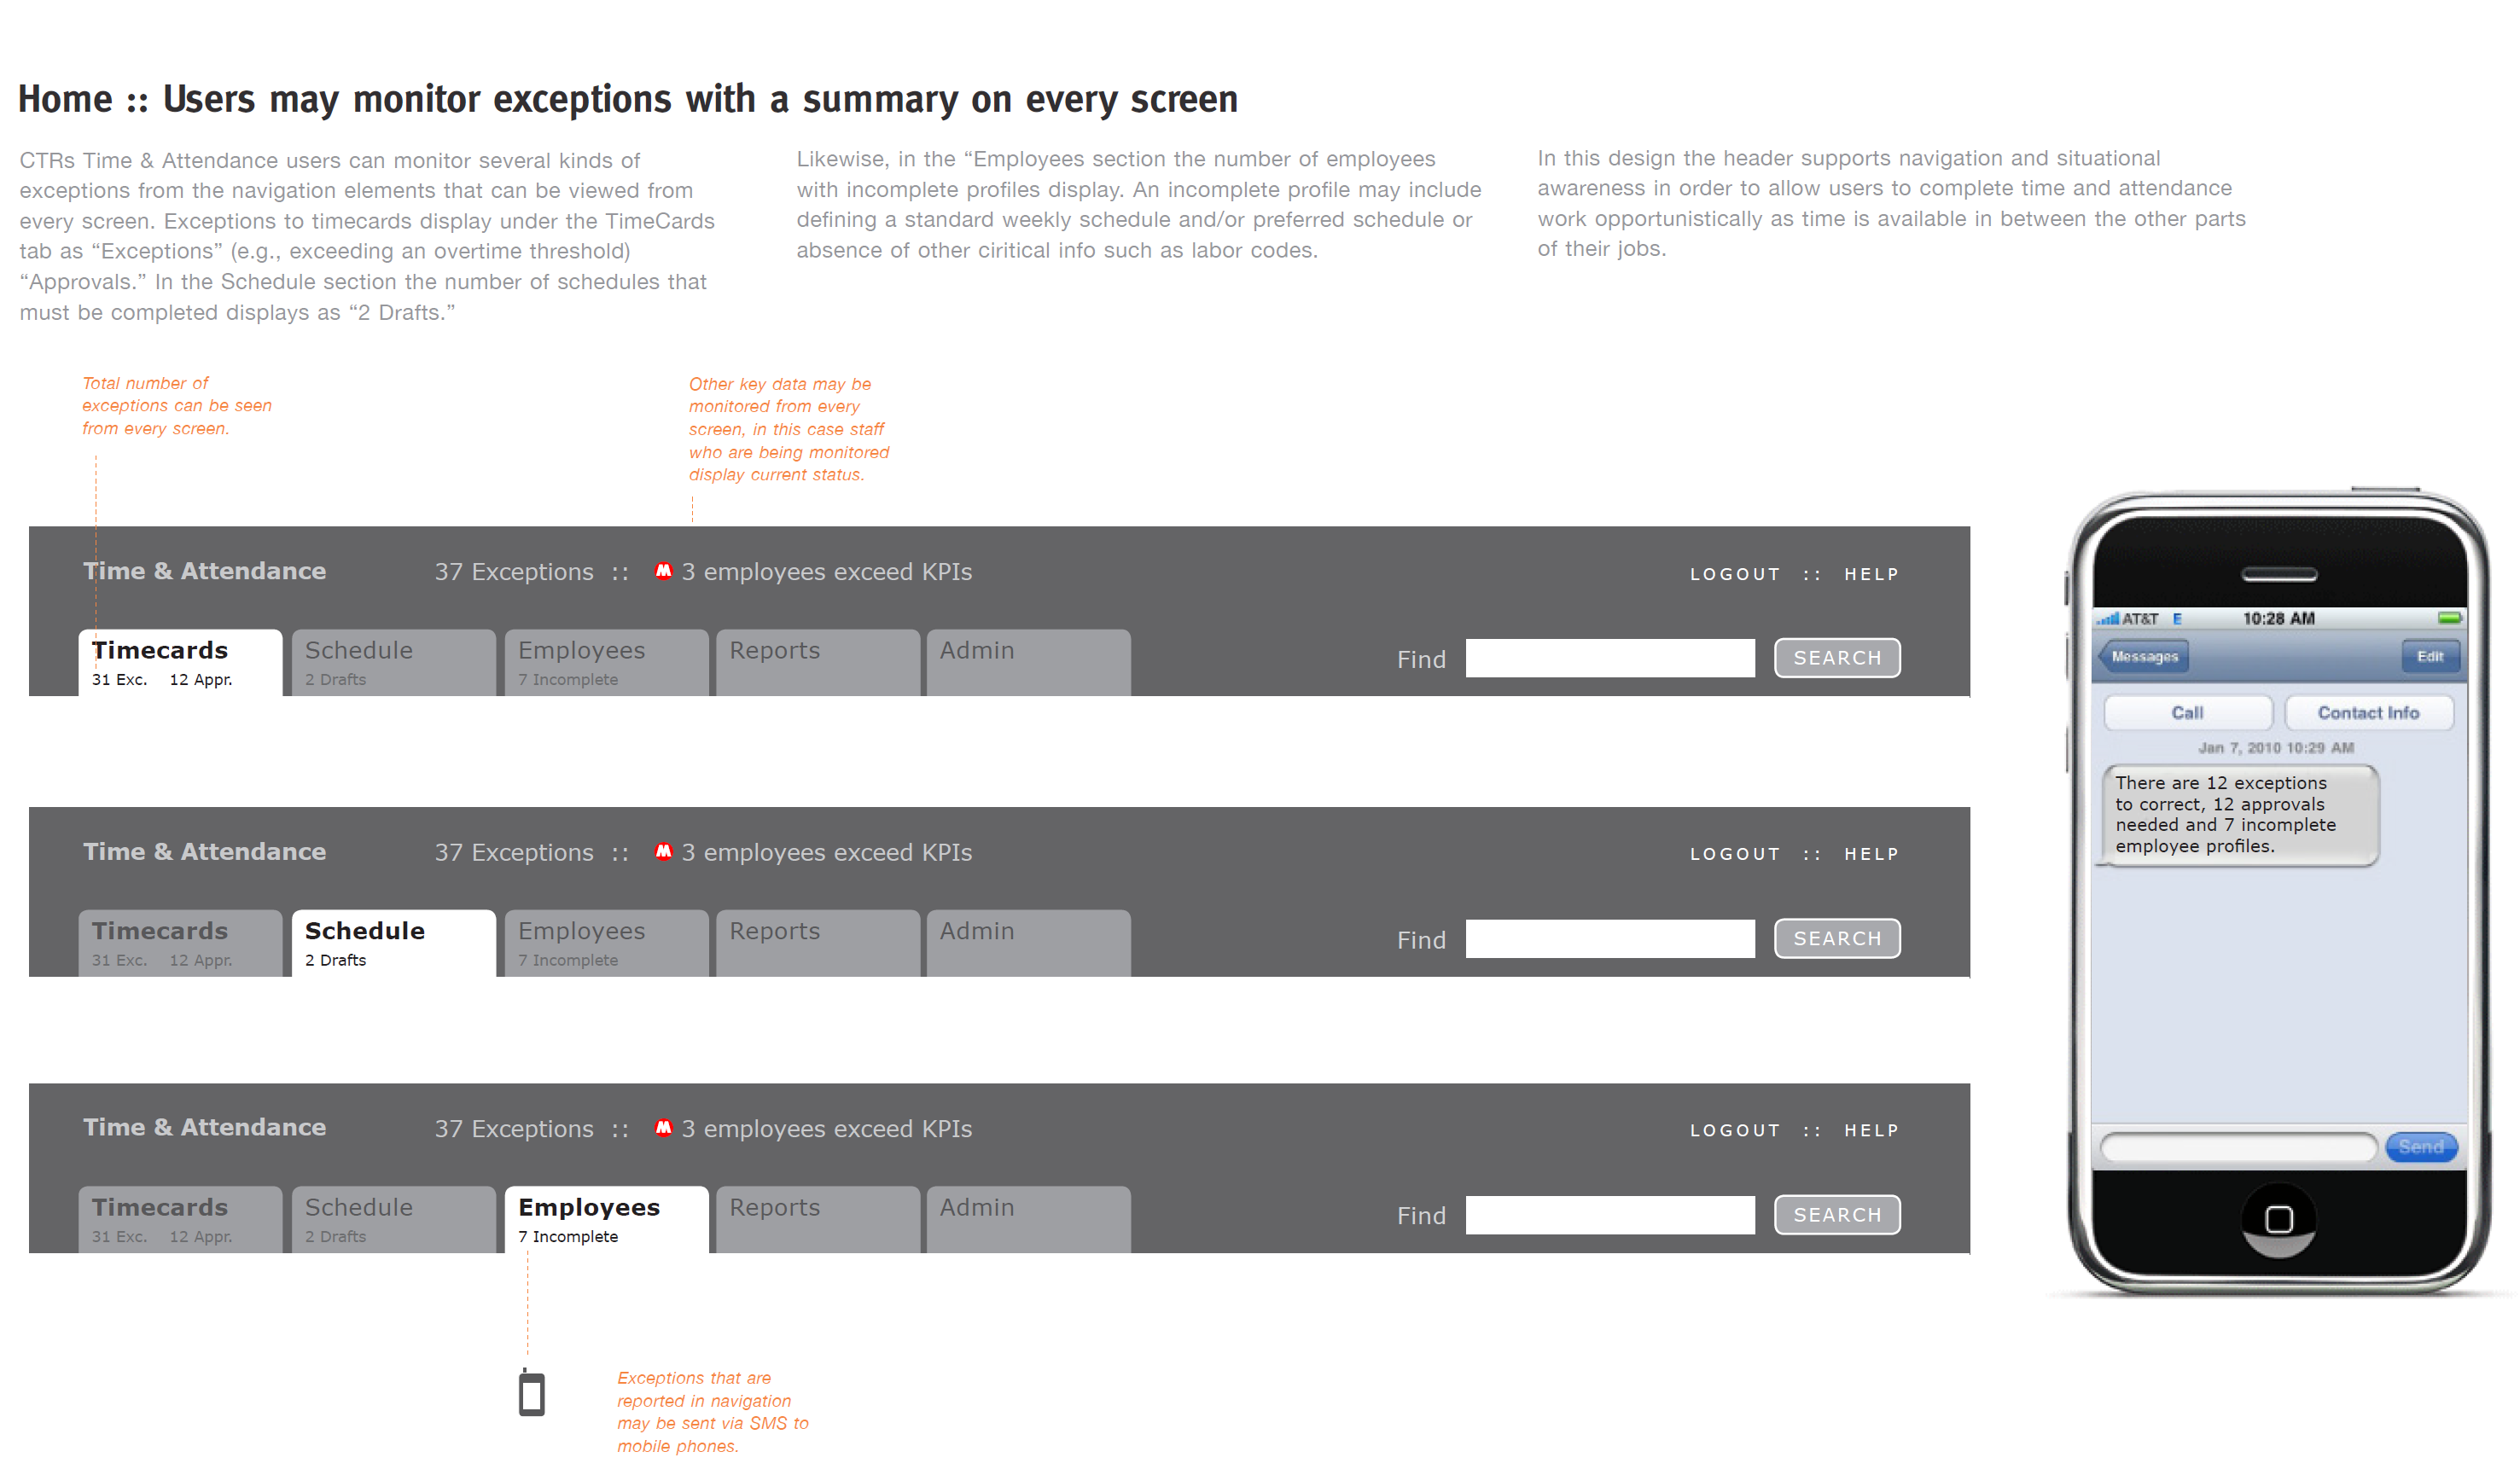 Home :: Users may monitor exceptions with a summary on every screen
CTRs Time & Attendance users can monitor several kinds of
exceptions from the navigation elements that can be viewed from
every screen. Exceptions to timecards display under the TimeCards
tab as “Exceptions” (e.g., exceeding an overtime threshold)
“Approvals.” In the Schedule section the number of schedules that
must be completed displays as “2 Drafts.”
Likewise, in the “Employees section the number of employees
with incomplete profiles display. An incomplete profile may include
defining a standard weekly schedule and/or preferred schedule or
absence of other ciritical info such as labor codes.
In this design the header supports navigation and situational
awareness in order to allow users to complete time and attendance
work opportunistically as time is available in between the other parts
of their jobs.
Total number of
exceptions can be seen
from every screen.
Other key data may be
monitored from every
screen, in this case staff
who are being monitored
display current status.
Time & Attendance 37 Exceptions :: M 3 employees exceed KPIs LOGOUT :: HELP
Timecards Schedule Employees Reports Admin Find SEARCH
31 Exc. 12 Appr. 2 Drafts 7 Incomplete
Time & Attendance 37 Exceptions :: M 3 employees exceed KPIs LOGOUT :: HELP
Timecards Schedule Employees Reports Admin Find SEARCH
31 Exc. 12 Appr. 2 Drafts 7 Incomplete
Time & Attendance 37 Exceptions :: M 3 employees exceed KPIs LOGOUT :: HELP
Timecards Schedule Employees Reports Admin Find SEARCH
31 Exc. 12 Appr. 2 Drafts 7 Incomplete
Exceptions that are
reported in navigation
may be sent via SMS to
mobile phones.
AT&T E 10:28 AM
Messages Edit
Call Contact Info
Jan 7, 2010 10:29 AM
There are 12 exceptions
to correct, 12 approvals
needed and 7 incomplete
employee profiles.
Send